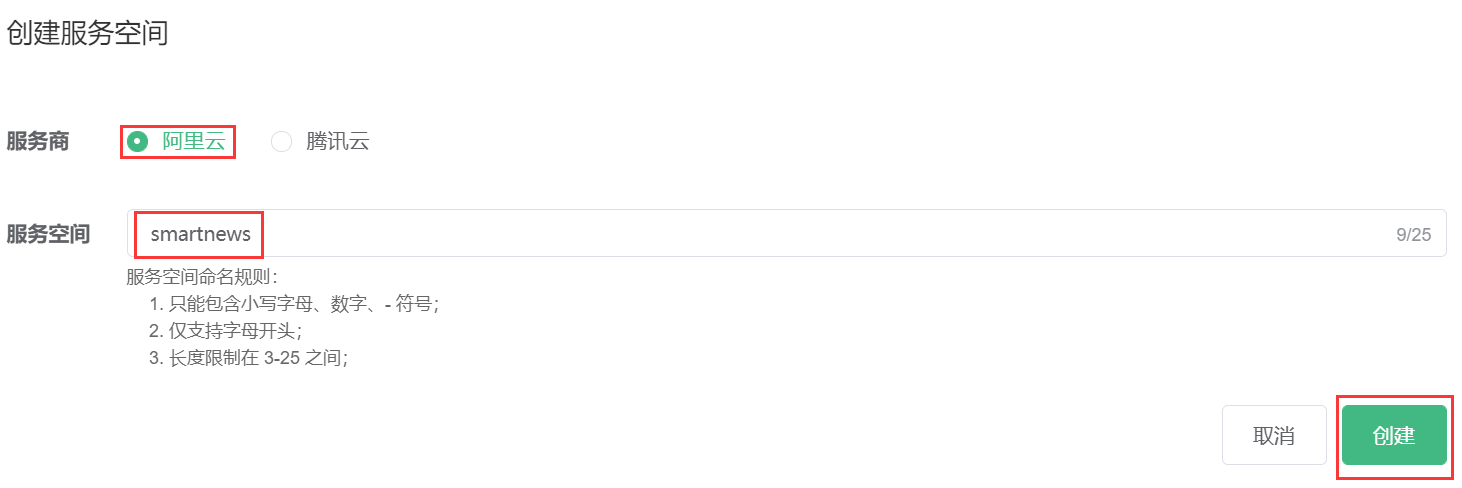 创建服务空间
服务商 阿里云 腾讯云
服务空间 smartnews 9/25
服务空间命名规则：
1. 只能包含小写字母、数字、- 符号；
2. 仅支持字母开头；
3. 长度限制在 3-25 之间；
取消 创建